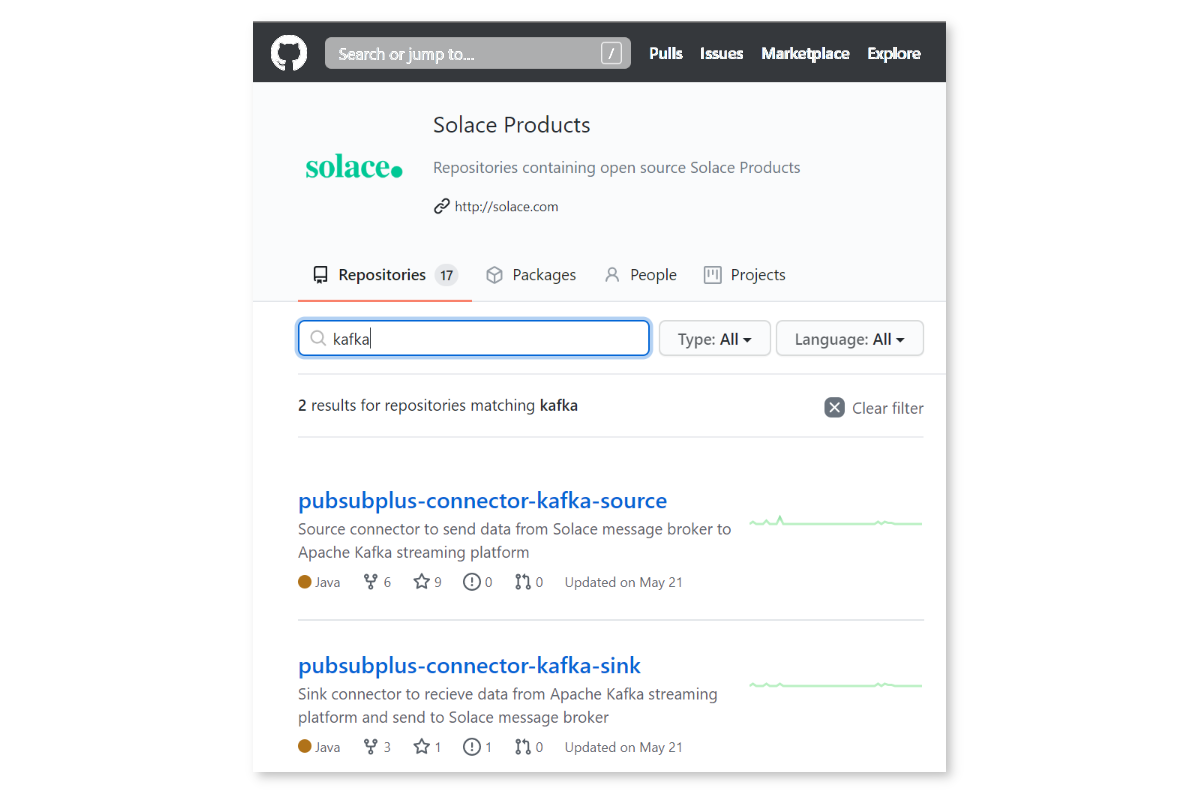 Search or jump to... /
Pulls Issues Marketplace Explore
Solace Products
solace.
Repositories containing open source Solace Products
http://solace.com
Repositories 17 Packages People Projects
kafka
Type: All
Language: All
2 results for repositories matching kafka
Clear filter
pubsubplus-connector-kafka-source
Source connector to send data from Solace message broker to
Apache Kafka streaming platform
Java 6 9 0 0 Updated on May 21
pubsubplus-connector-kafka-sink
Sink connector to recieve data from Apache Kafka streaming
platform and send to Solace message broker
Java 3 1 1 0 Updated on May 21